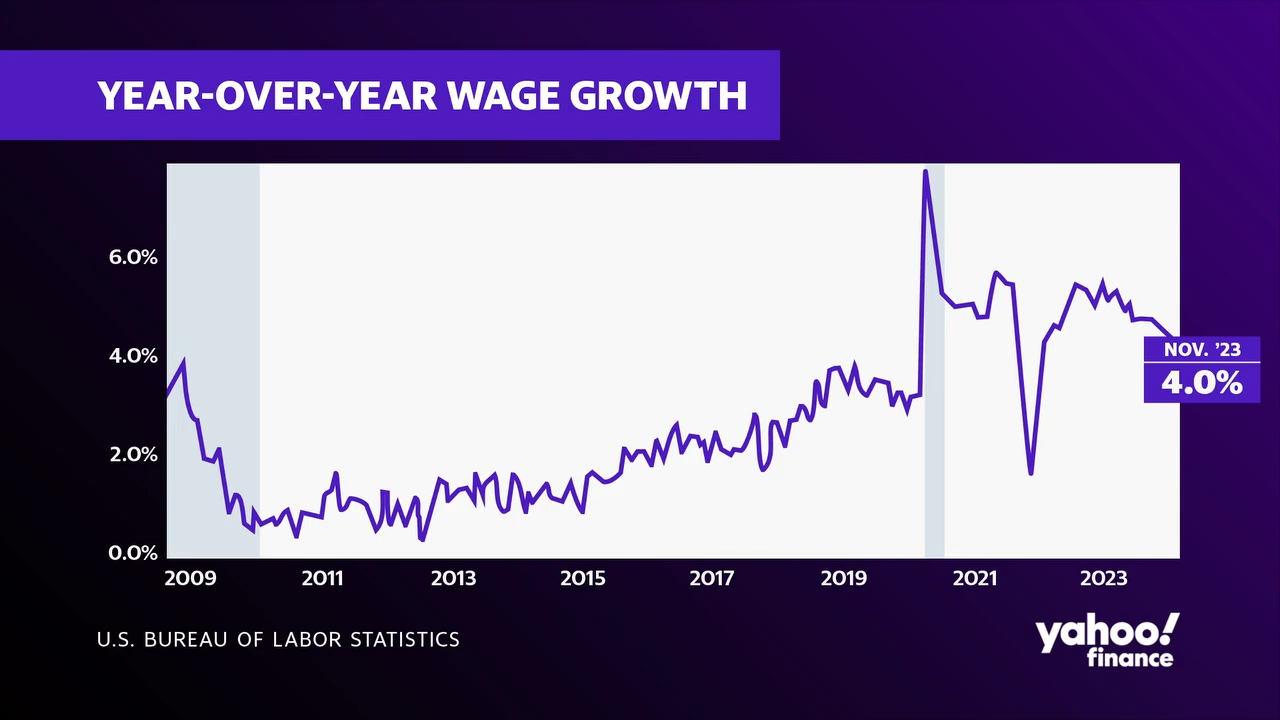 YEAR-OVER-YEAR WAGE GROWTH
6.0%
4.0%
2.0%
0.0%
NOV. ’23
4.0%
2009 2011 2013 2015 2017 2019 2021 2023
U.S. BUREAU OF LABOR STATISTICS
yahoo!
finance